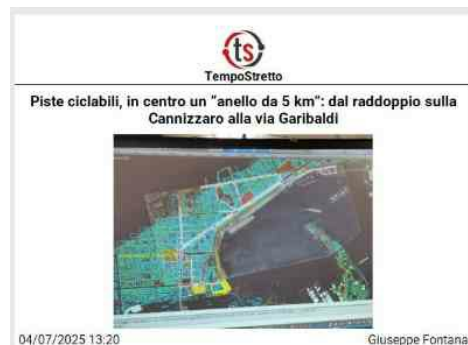 ts
TempoStretto
Piste ciclabili, in centro un "anello da 5 km": dal raddoppio sulla
Cannizzaro alla via Garibaldi
04/07/2025 13:20
Giuseppe Fontana